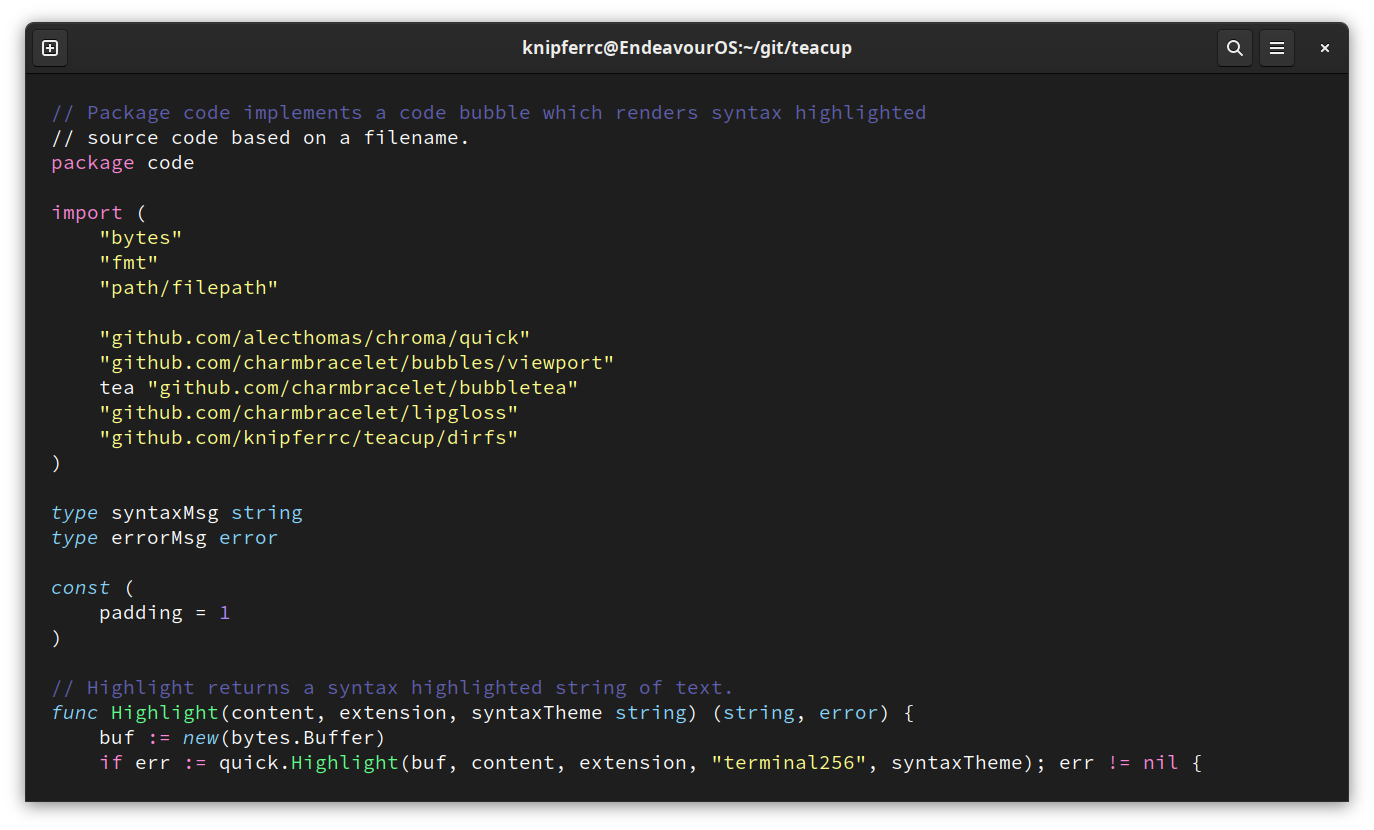 knipferrc@EndeavourOS:~/git/teacup
// Package code implements a code bubble which renders syntax highlighted
// source code based on a filename.
package code

import (
    "bytes"
    "fmt"
    "path/filepath"

    "github.com/alecthomas/chroma/quick"
    "github.com/charmbracelet/bubbles/viewport"
    tea "github.com/charmbracelet/bubbletea"
    "github.com/charmbracelet/lipgloss"
    "github.com/knipferrc/teacup/dirfs"
)

type syntaxMsg string
type errorMsg error

const (
    padding = 1
)

// Highlight returns a syntax highlighted string of text.
func Highlight(content, extension, syntaxTheme string) (string, error) {
    buf := new(bytes.Buffer)
    if err := quick.Highlight(buf, content, extension, "terminal256", syntaxTheme); err != nil {